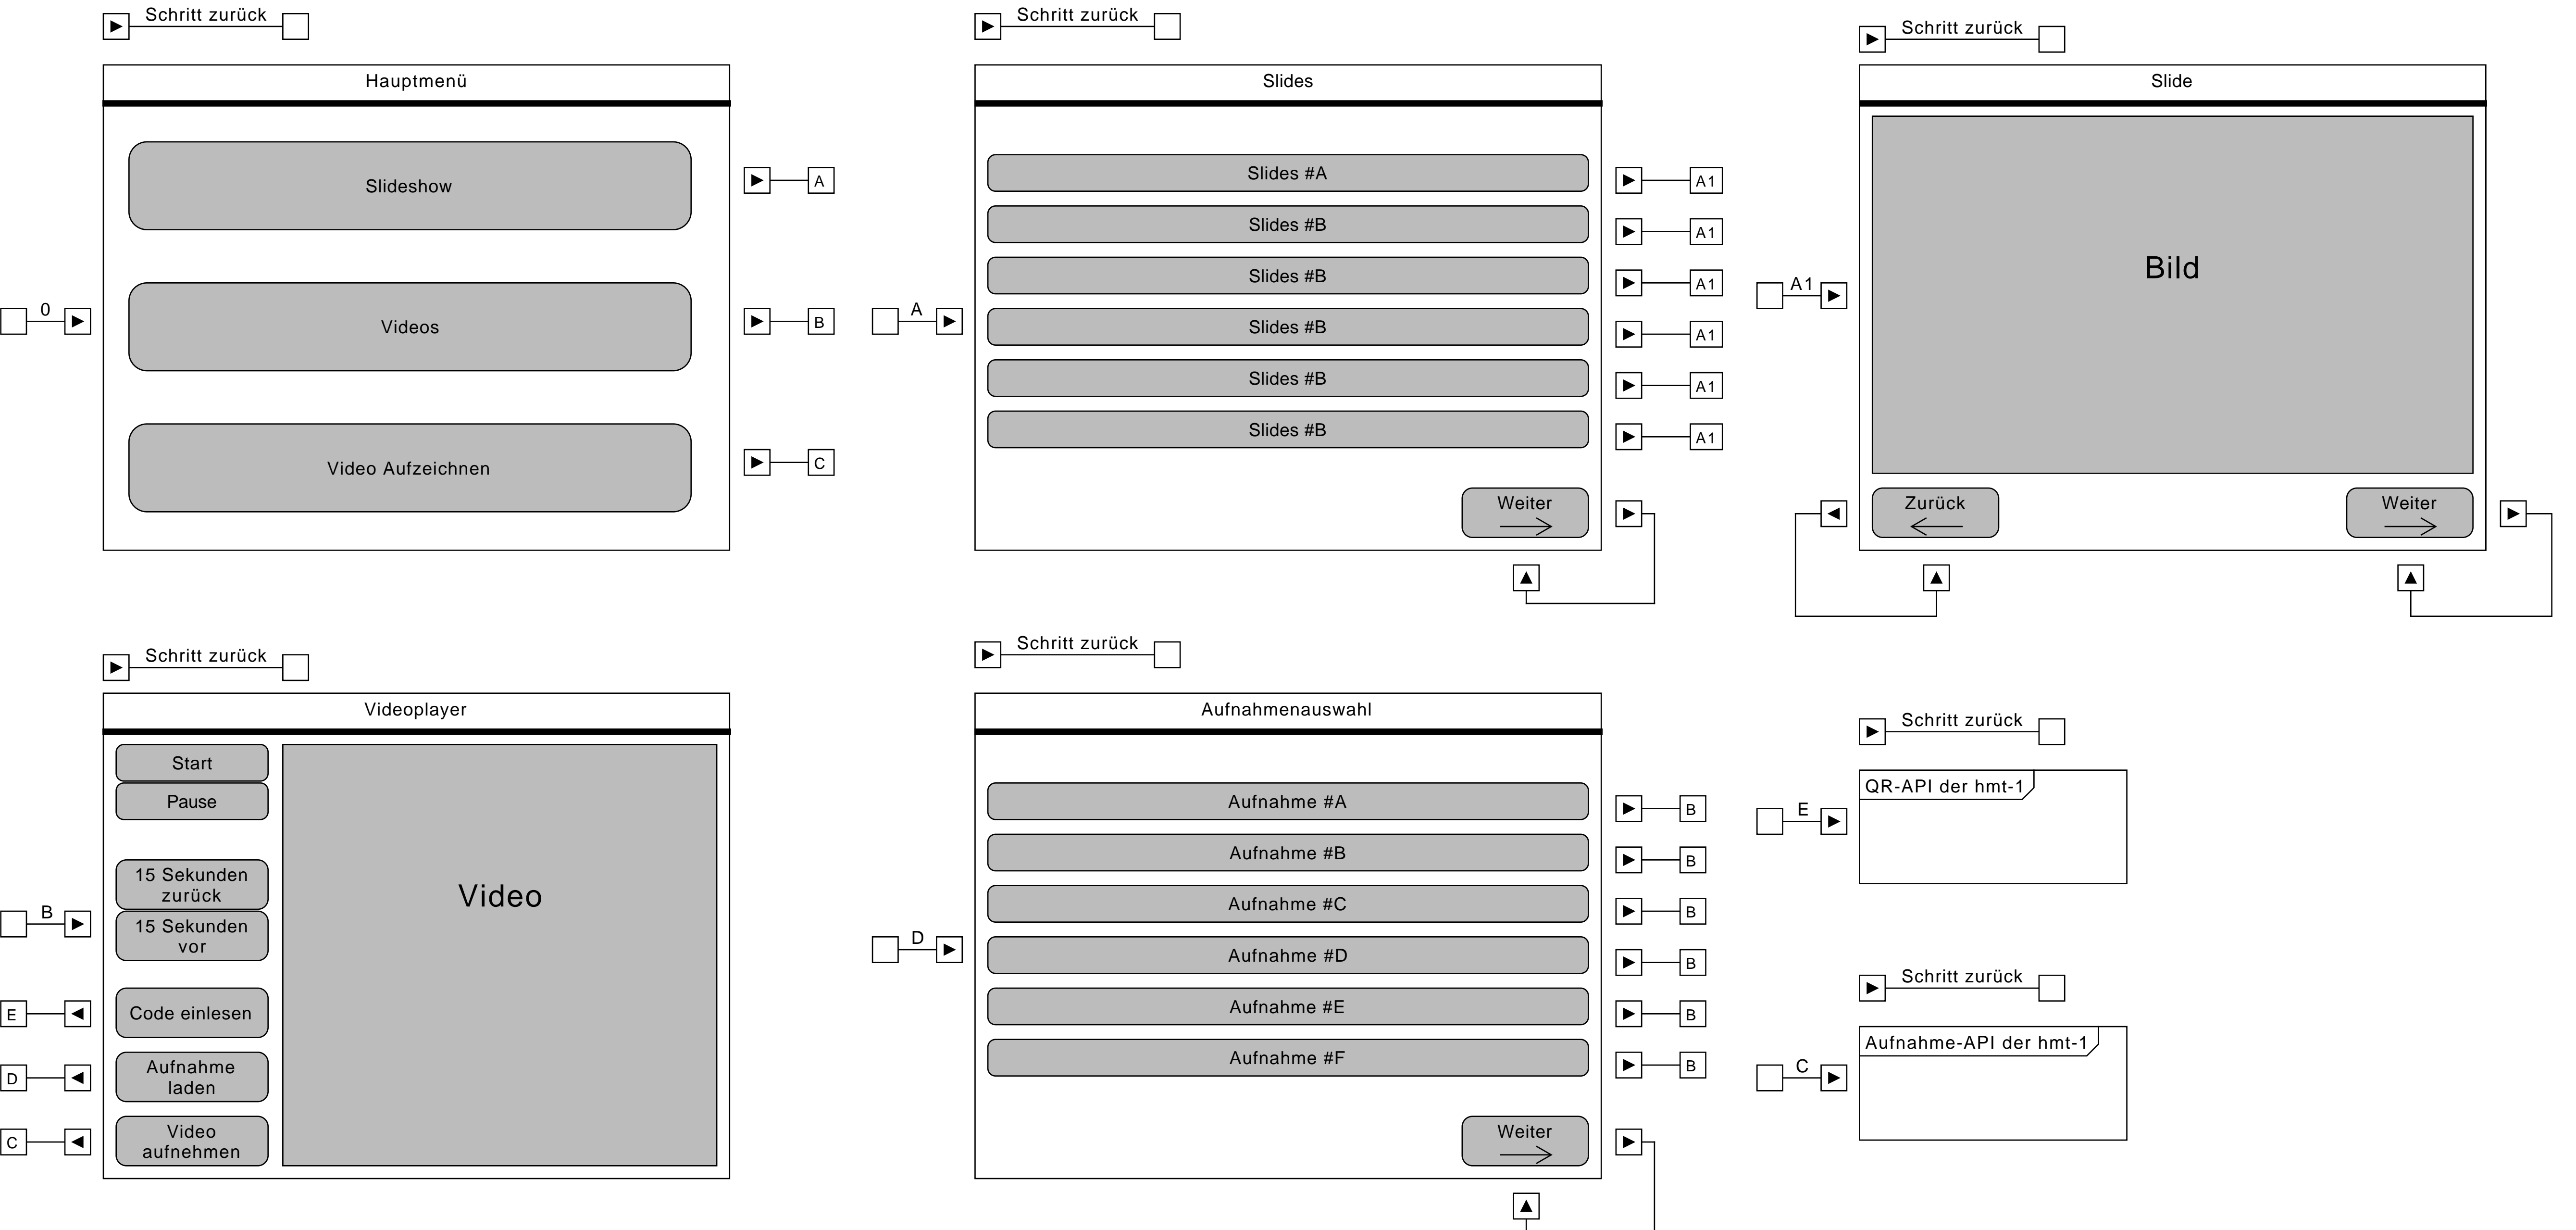 Schritt zurück
Hauptmenü
Slideshow
A
0
Videos
B
Video Aufzeichnen
C
Schritt zurück
Slides
Slides #A
A1
Slides #B
A1
Slides #B
A1
A
Slides #B
A1
Slides #B
A1
Slides #B
A1
Weiter
Schritt zurück
Slide
A1
Bild
Zurück
Weiter
Schritt zurück
Videoplayer
Start
Pause
15 Sekunden
zurück
Video
B
15 Sekunden
vor
E
Code einlesen
D
Aufnahme
laden
C
Video
aufnehmen
Schritt zurück
Aufnahmenauswahl
Aufnahme #A
B
Aufnahme #B
B
Aufnahme #C
B
D
Aufnahme #D
B
Aufnahme #E
B
Aufnahme #F
B
Weiter
Schritt zurück
QR-API der hmt-1
E
Schritt zurück
Aufnahme-API der hmt-1
C